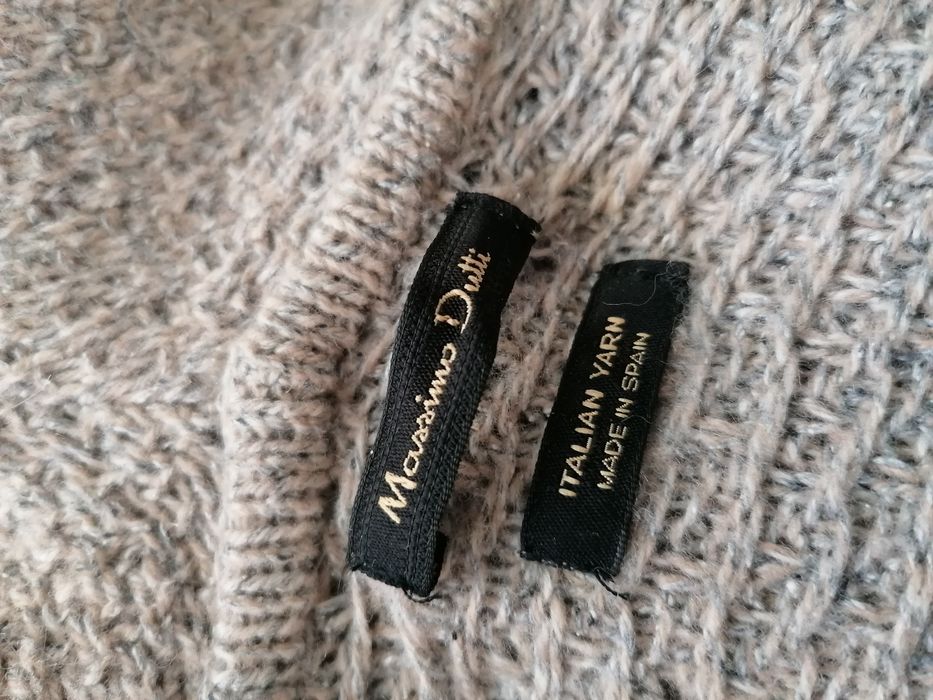 Massimo Dutti
ITALIAN YARN
MADE IN SPAIN